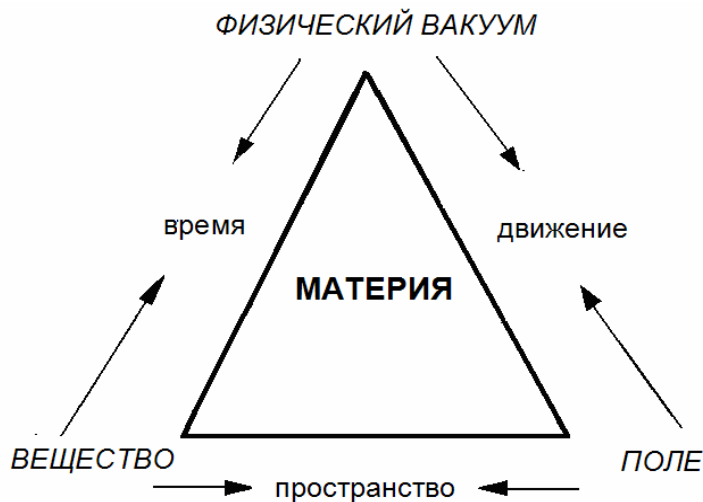 ФИЗИЧЕСКИЙ ВАКУУМ
время
движение
МАТЕРИЯ
ВЕЩЕСТВО
ПОЛЕ
пространство